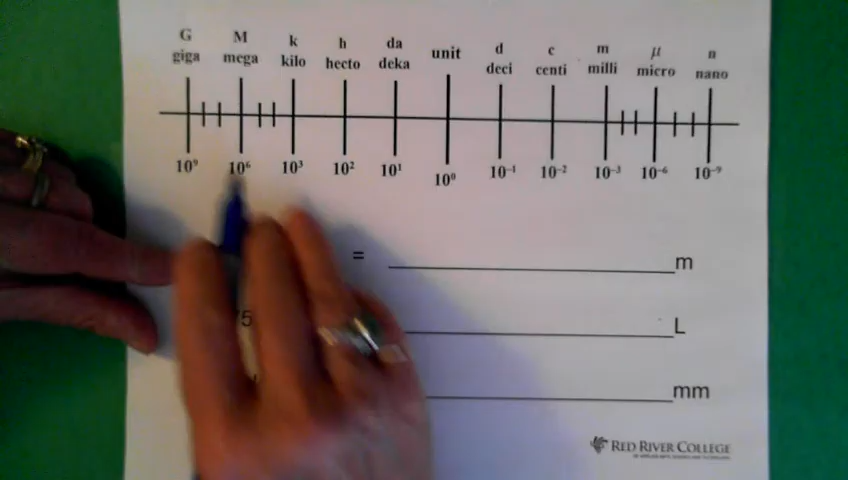 G M k h da d c m μ n
giga mega kilo hecto deka unit deci centi milli micro nano
10⁹ 10⁶ 10³ 10² 10¹ 10⁰ 10⁻¹ 10⁻² 10⁻³ 10⁻⁶ 10⁻⁹
= m
L
mm
RED RIVER COLLEGE